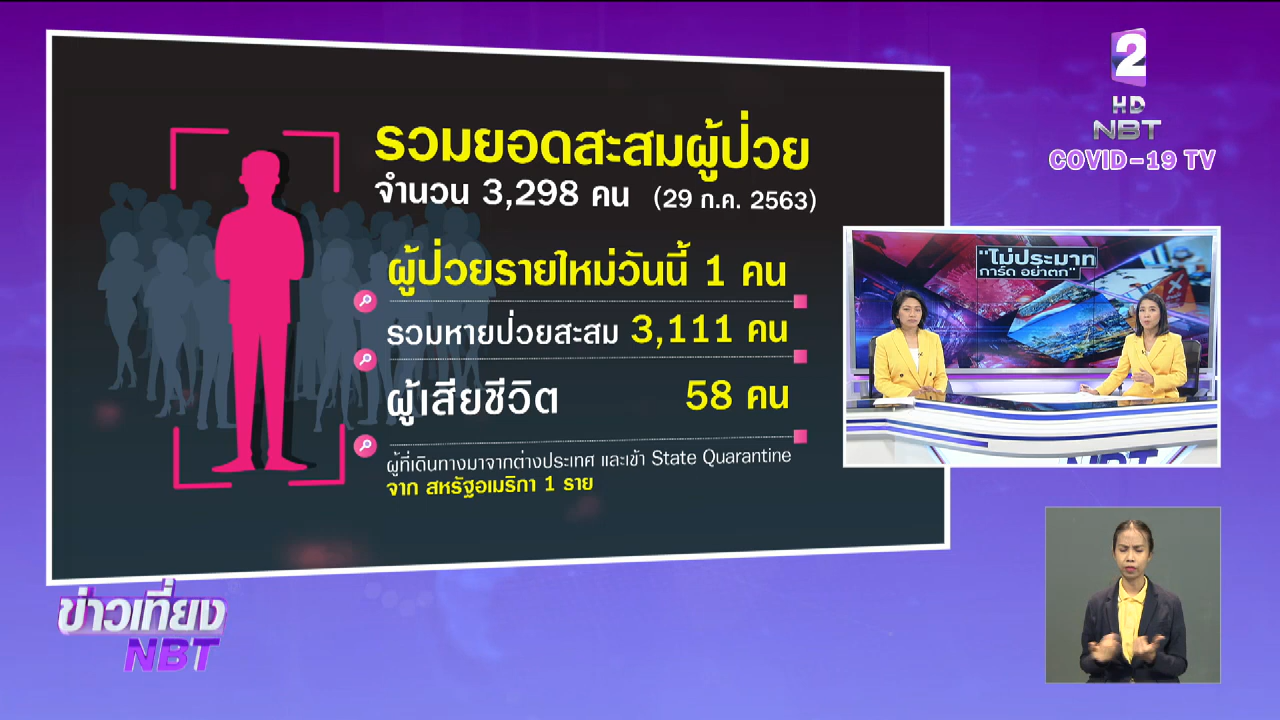 รวมยอดสะสมผู้ป่วย
จำนวน 3,298 คน (29 ก.ค. 2563)
ผู้ป่วยรายใหม่วันนี้ 1 คน
รวมหายป่วยสะสม 3,111 คน
ผู้เสียชีวิต 58 คน
ผู้ที่เดินทางมาจากต่างประเทศ และเข้า State Quarantine
จาก สหรัฐอเมริกา 1 ราย
2
HD
NBT
COVID-19 TV
"ไม่ประมาท
การ์ด อย่าตก"
NBT
ข่าวเที่ยง
NBT